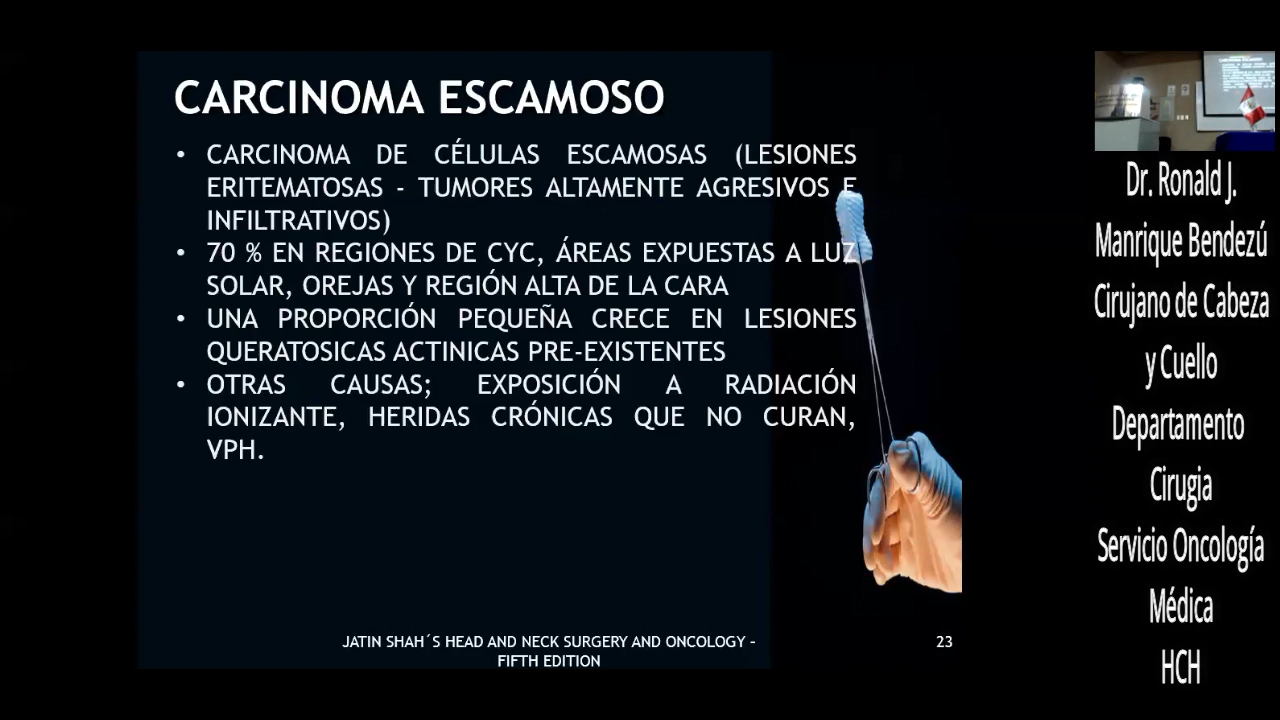 CARCINOMA ESCAMOSO
• CARCINOMA DE CÉLULAS ESCAMOSAS (LESIONES
ERITEMATOSAS - TUMORES ALTAMENTE AGRESIVOS E
INFILTRATIVOS)
• 70 % EN REGIONES DE CYC, ÁREAS EXPUESTAS A LUZ
SOLAR, OREJAS Y REGIÓN ALTA DE LA CARA
• UNA PROPORCIÓN PEQUEÑA CRECE EN LESIONES
QUERATOSICAS ACTINICAS PRE-EXISTENTES
• OTRAS CAUSAS; EXPOSICIÓN A RADIACIÓN
IONIZANTE, HERIDAS CRÓNICAS QUE NO CURAN,
VPH.
JATIN SHAH´S HEAD AND NECK SURGERY AND ONCOLOGY –
FIFTH EDITION
23
Dr. Ronald J.
Manrique Bendezú
Cirujano de Cabeza
y Cuello
Departamento
Cirugia
Servicio Oncología
Médica
HCH